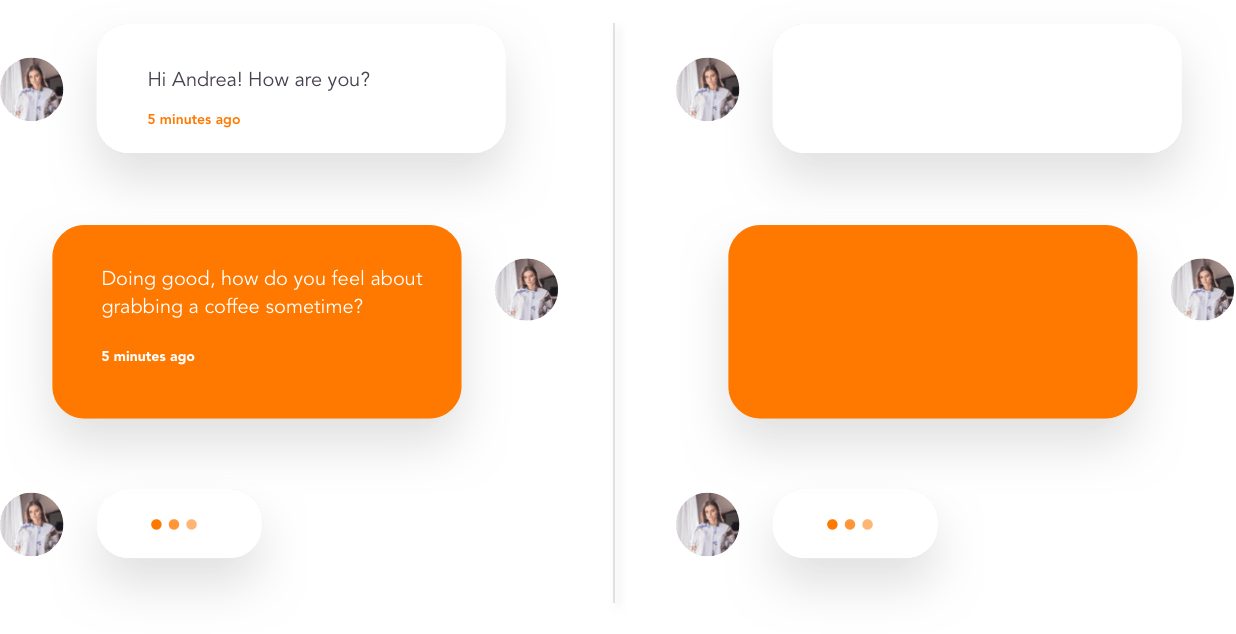 Hi Andrea! How are you?
5 minutes ago
Doing good, how do you feel about
grabbing a coffee sometime?
5 minutes ago